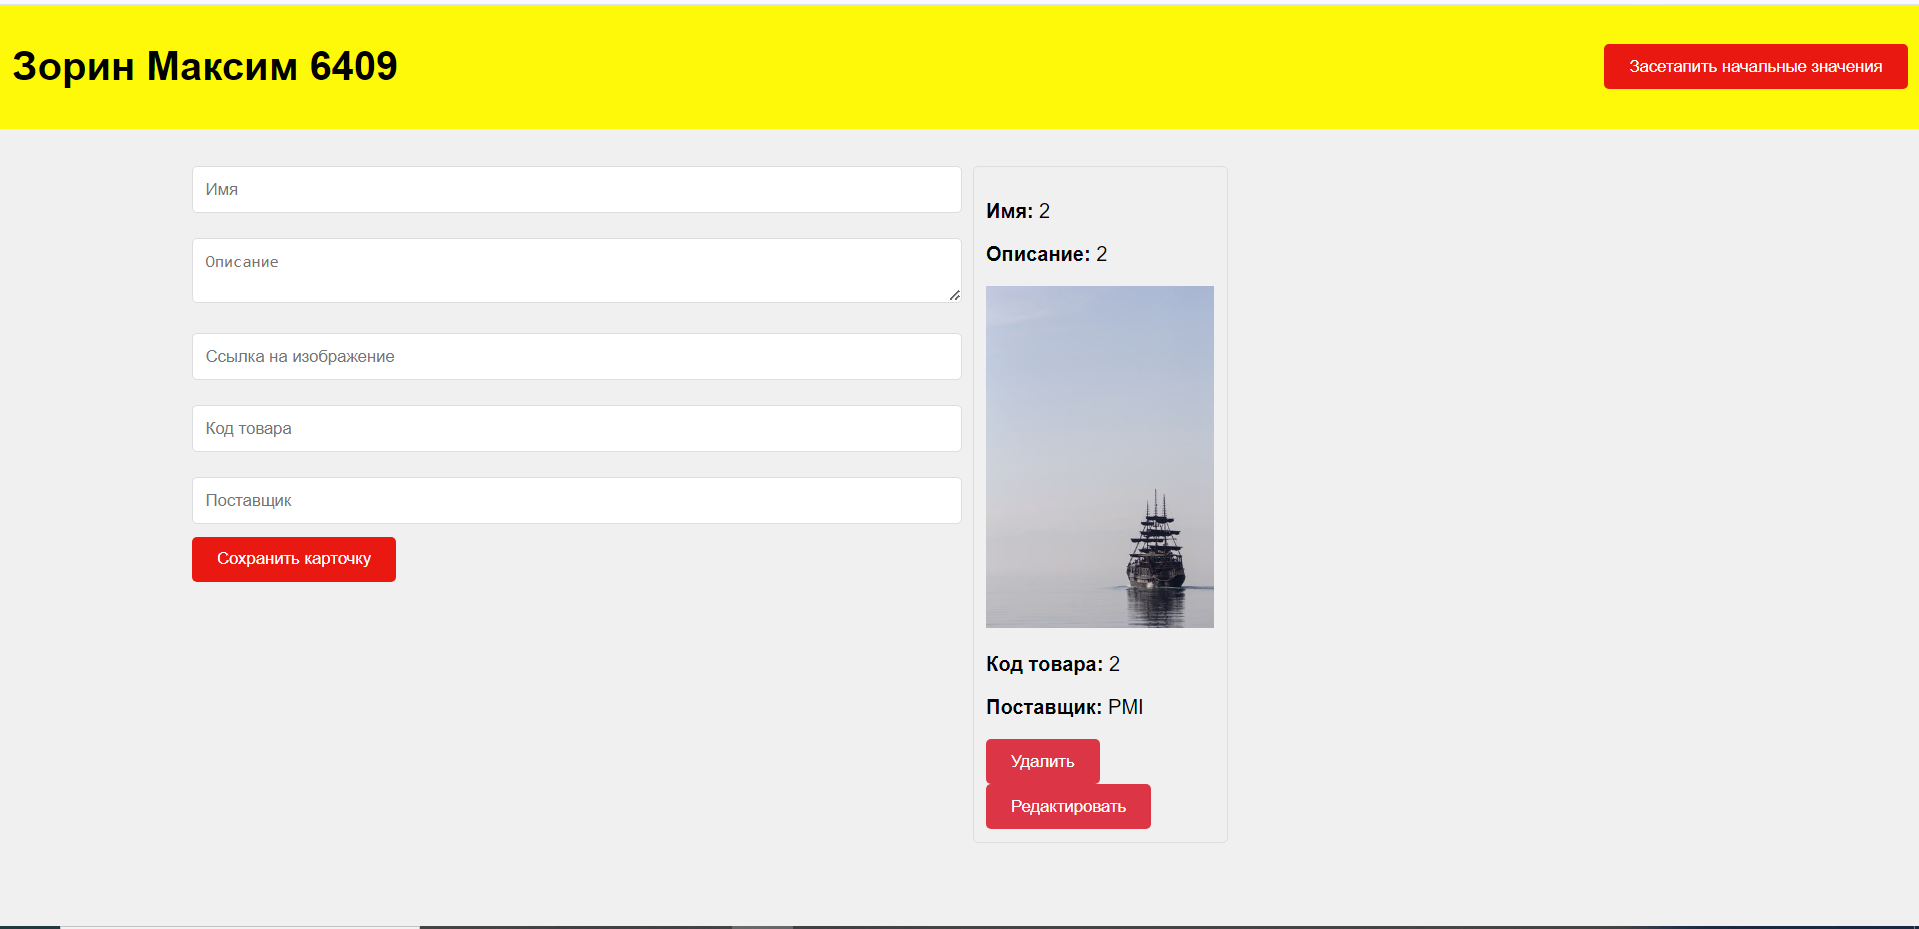 Зорин Максим 6409
Засетапить начальные значения
Имя
Описание
Ссылка на изображение
Код товара
Поставщик
Сохранить карточку
Имя: 2
Описание: 2
Код товара: 2
Поставщик: PMI
Удалить
Редактировать